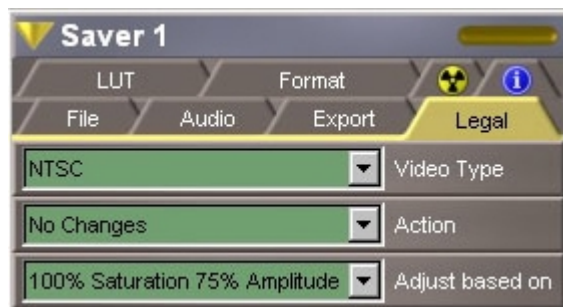 Saver 1
LUT Format
File Audio Export Legal
NTSC Video Type
No Changes Action
100% Saturation 75% Amplitude Adjust based on